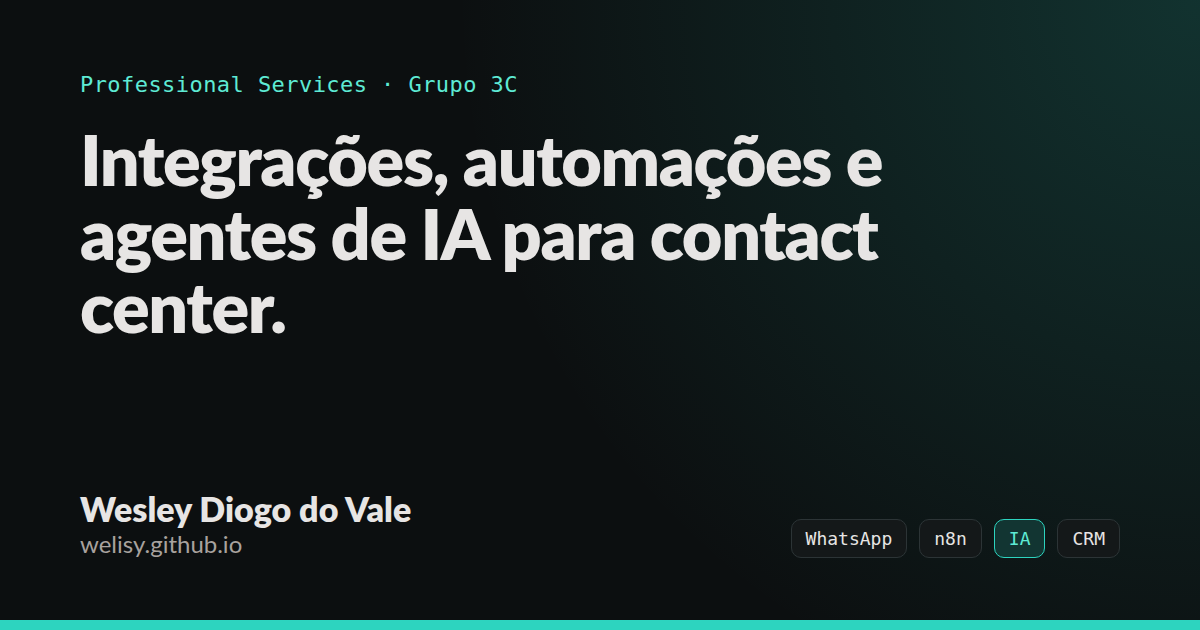 Professional Services · Grupo 3C
Integrações, automações e
agentes de IA para contact
center.
Wesley Diogo do Vale
welisy.github.io
WhatsApp n8n IA CRM